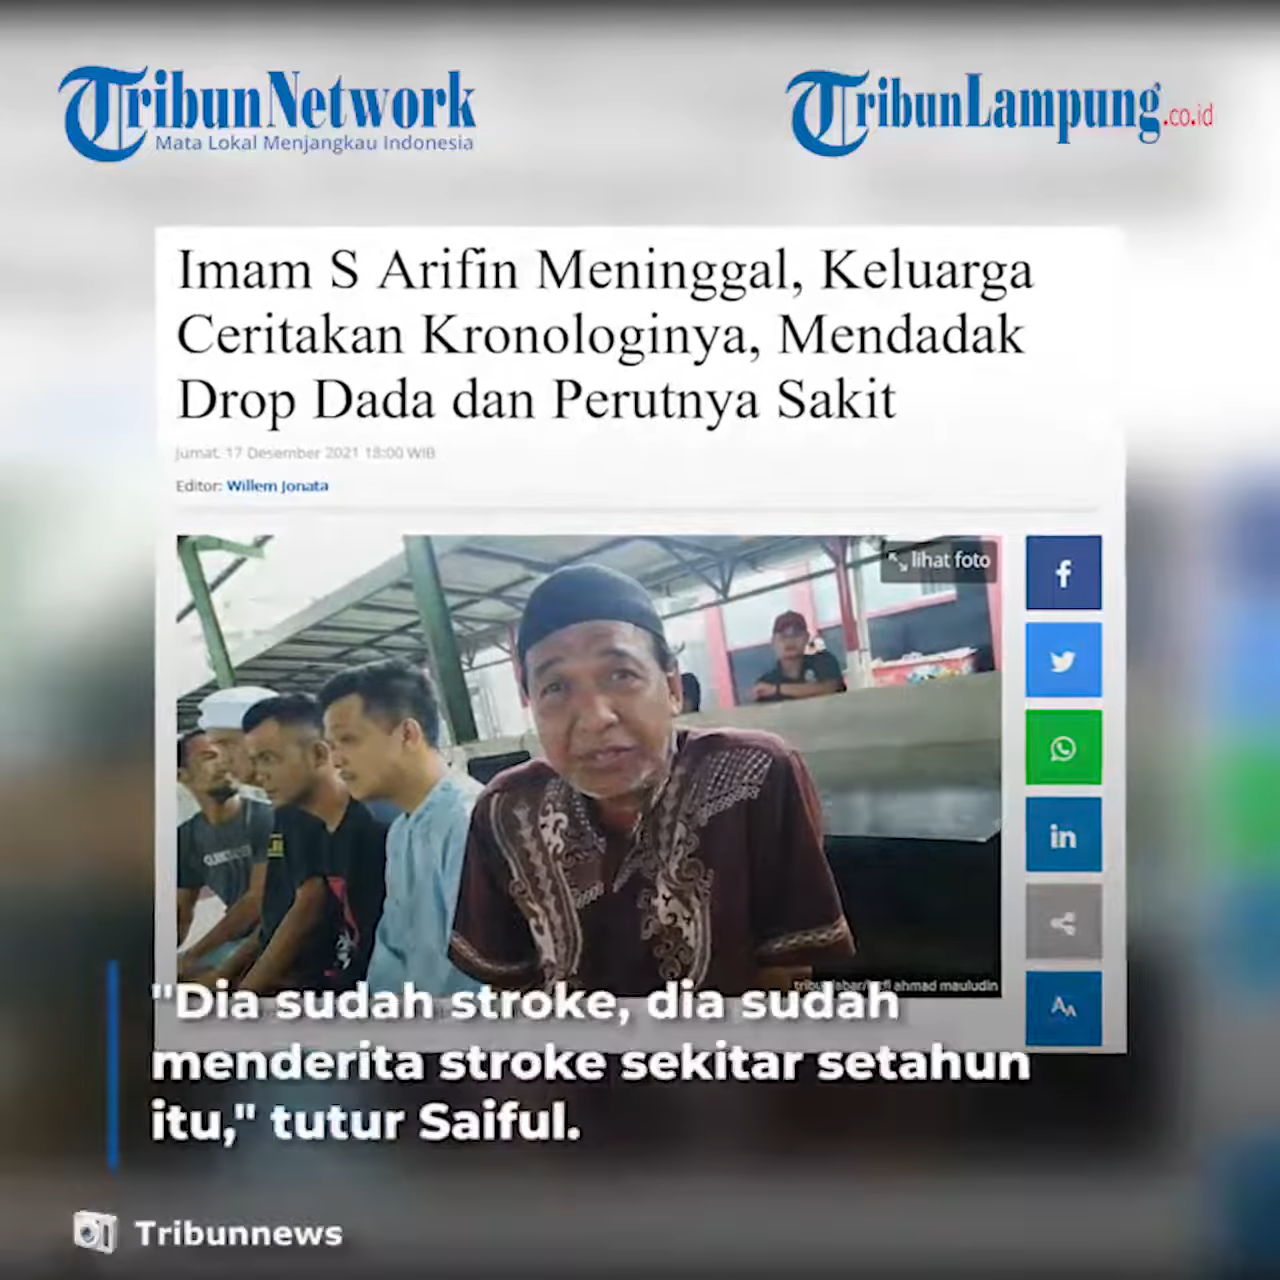 TribunNetwork
Mata Lokal Menjangkau Indonesia
TribunLampung.co.id
Imam S Arifin Meninggal, Keluarga
Ceritakan Kronologinya, Mendadak
Drop Dada dan Perutnya Sakit
Jumat, 17 Desember 2021 18:00 WIB
Editor: Willem Jonata
lihat foto
ahmad mauludin
"Dia sudah stroke, dia sudah
menderita stroke sekitar setahun
itu," tutur Saiful.
Tribunnews